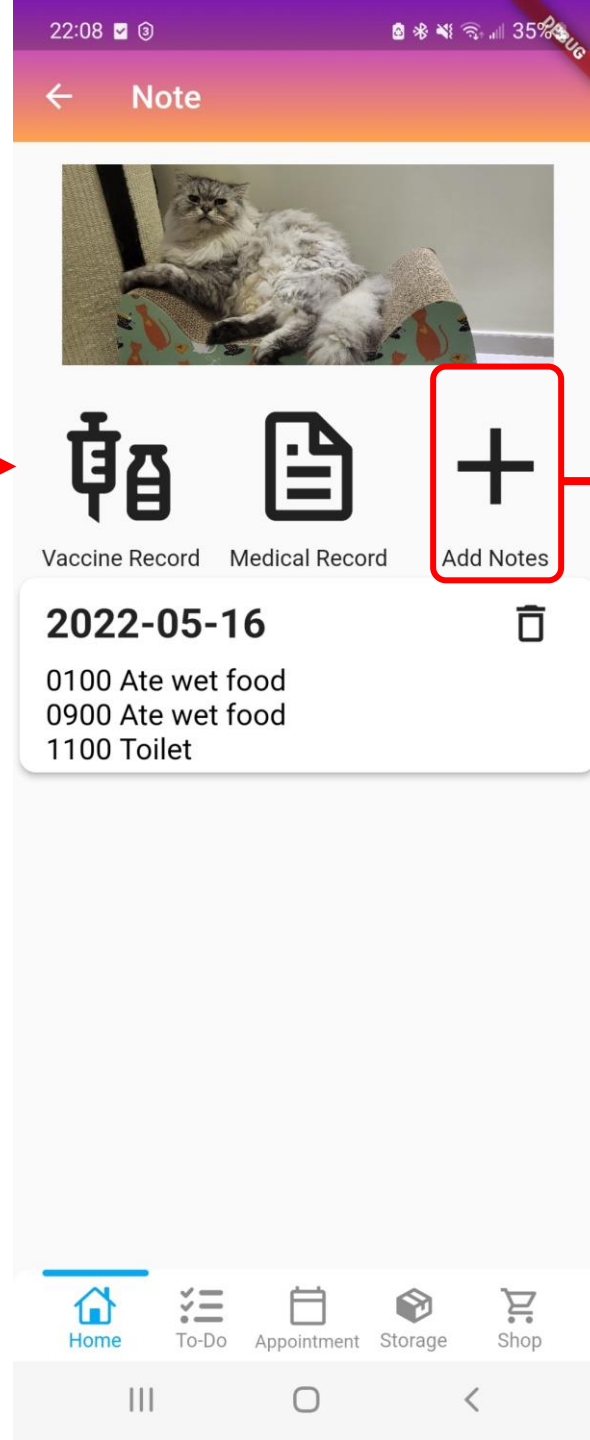 22:08 3 35%
DEBUG
Note
Vaccine Record Medical Record Add Notes
2022-05-16
0100 Ate wet food
0900 Ate wet food
1100 Toilet
Home To-Do Appointment Storage Shop